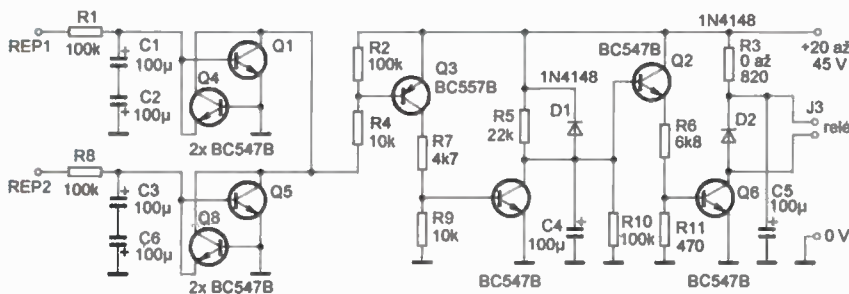 REP1
R1
100k
C1
100µ
C2
100µ
Q4
Q1
2x BC547B
REP2
R8
100k
C3
100µ
C6
100µ
Q8
Q5
2x BC547B
R2
100k
R4
10k
Q3
BC557B
R7
4k7
R9
10k
R5
22k
1N4148
D1
C4
100µ
BC547B
BC547B
Q2
R10
100k
R6
6k8
R11
470
1N4148
R3
0 až
820
D2
Q6
BC547B
C5
100µ
+20 až
45 V
J3
relé
0 V